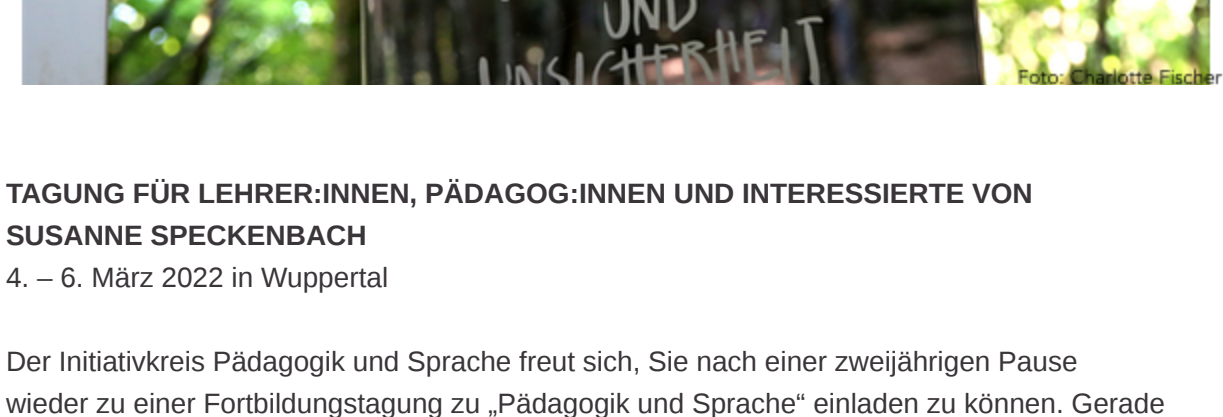 UND
UNSICHERHEIT
Foto: Charlotte Fischer
TAGUNG FÜR LEHRER:INNEN, PÄDAGOG:INNEN UND INTERESSIERTE VON
SUSANNE SPECKENBACH
4. – 6. März 2022 in Wuppertal
Der Initiativkreis Pädagogik und Sprache freut sich, Sie nach einer zweijährigen Pause
wieder zu einer Fortbildungstagung zu „Pädagogik und Sprache“ einladen zu können. Gerade